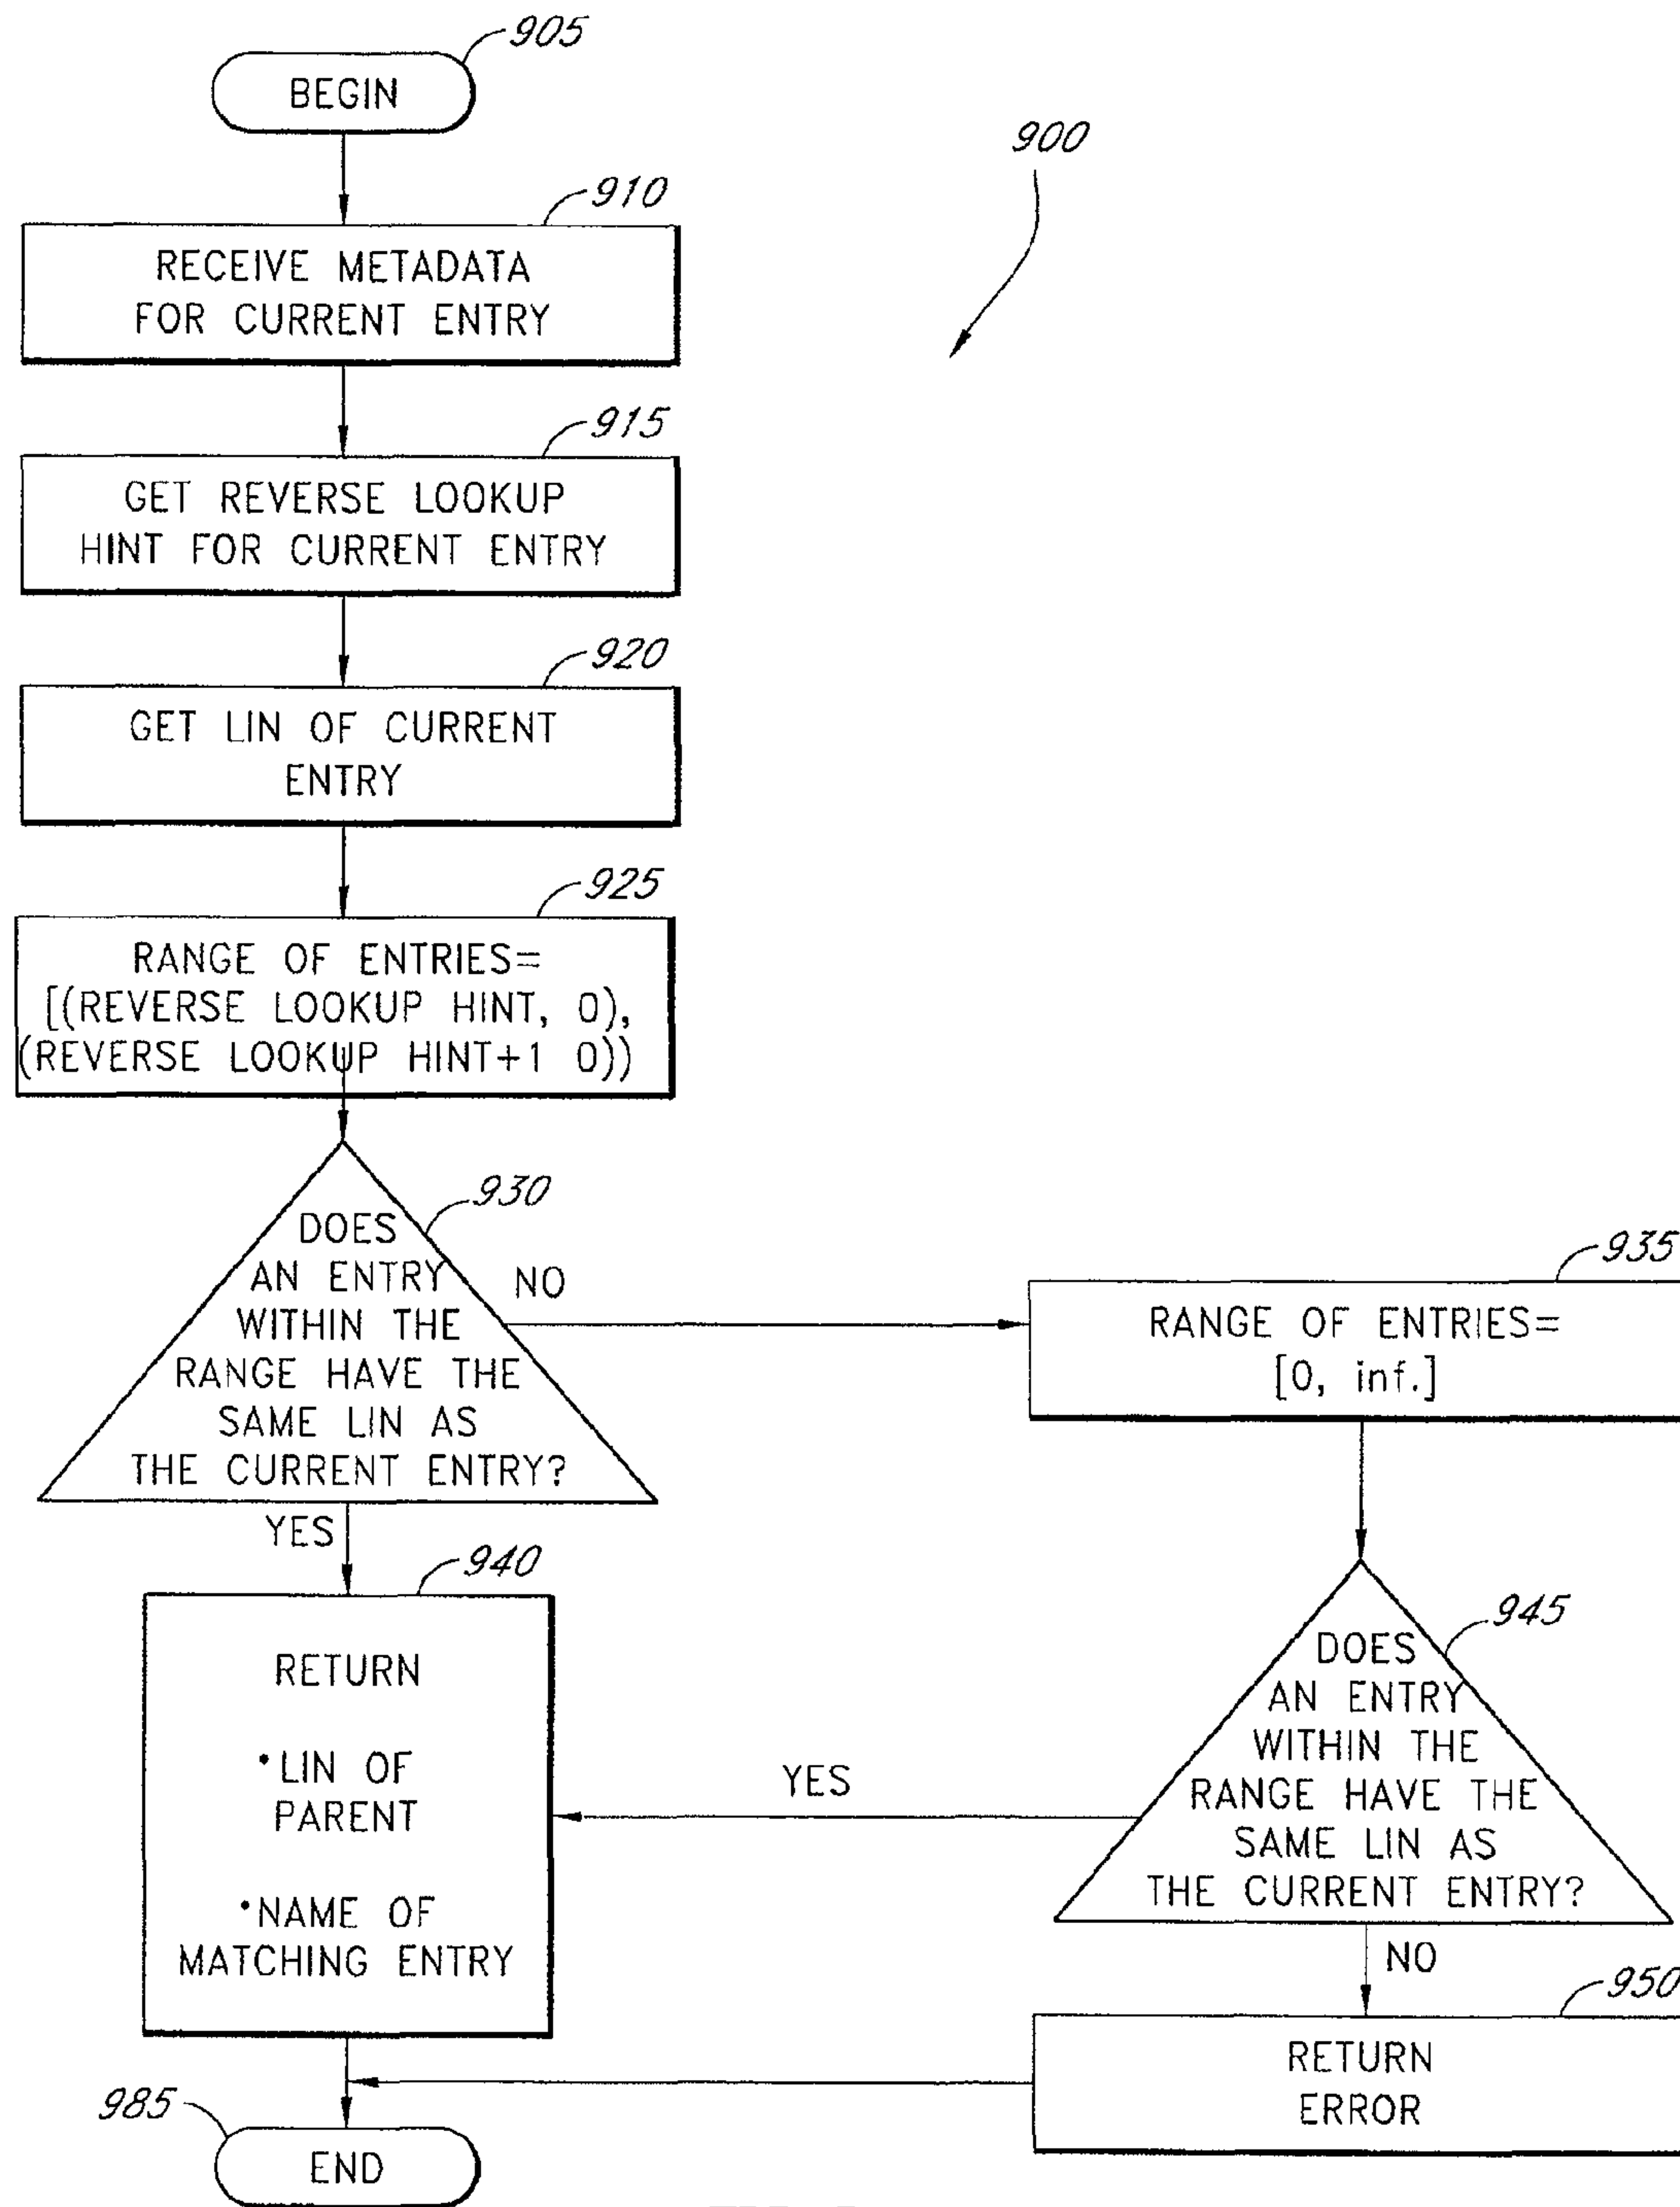 905
BEGIN
900
910
RECEIVE METADATA
FOR CURRENT ENTRY
915
GET REVERSE LOOKUP
HINT FOR CURRENT ENTRY
920
GET LIN OF CURRENT
ENTRY
925
RANGE OF ENTRIES=
[(REVERSE LOOKUP HINT, 0),
(REVERSE LOOKUP HINT+1 0))
930
DOES
AN ENTRY
WITHIN THE
RANGE HAVE THE
SAME LIN AS
THE CURRENT ENTRY?
NO
YES
935
RANGE OF ENTRIES=
[0, inf.]
940
RETURN
•LIN OF
PARENT
•NAME OF
MATCHING ENTRY
945
DOES
AN ENTRY
WITHIN THE
RANGE HAVE THE
SAME LIN AS
THE CURRENT ENTRY?
YES
NO
950
RETURN
ERROR
985
END